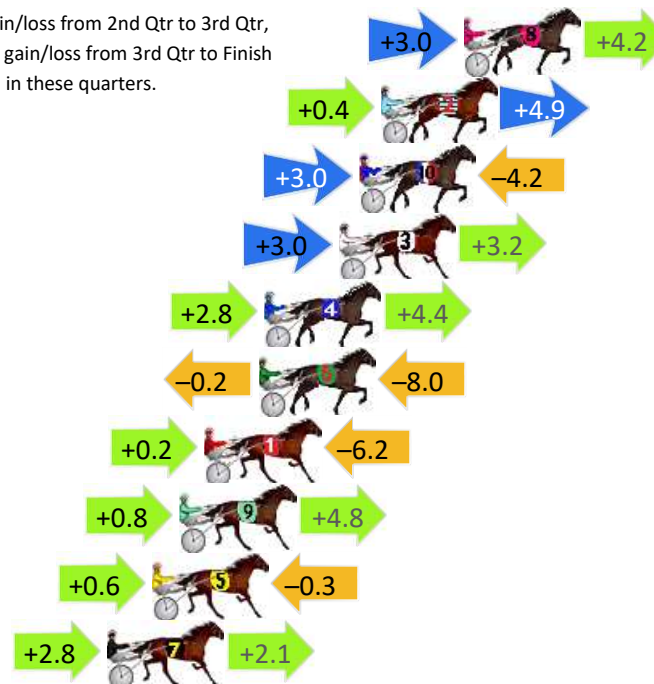 in/loss from 2nd Qtr to 3rd Qtr,
gain/loss from 3rd Qtr to Finish
in these quarters.
+3.0 8 +4.2
+0.4 2 +4.9
+3.0 10 –4.2
+3.0 3 +3.2
+2.8 4 +4.4
–0.2 6 –8.0
+0.2 1 –6.2
+0.8 9 +4.8
+0.6 5 –0.3
+2.8 7 +2.1